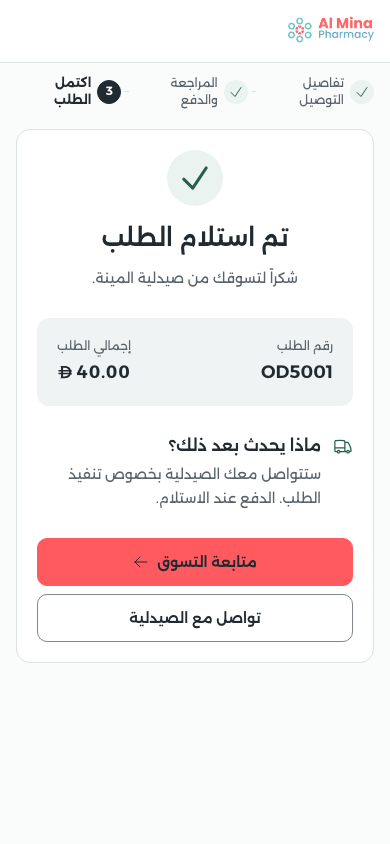 Al Mina
Pharmacy
تفاصيل
التوصيل
المراجعة
والدفع
3
اكتمل
الطلب
تم استلام الطلب
شكراً لتسوقك من صيدلية المينة.
رقم الطلب
OD5001
إجمالي الطلب
40.00
ماذا يحدث بعد ذلك؟
ستتواصل معك الصيدلية بخصوص تنفيذ
الطلب. الدفع عند الاستلام.
متابعة التسوق
تواصل مع الصيدلية